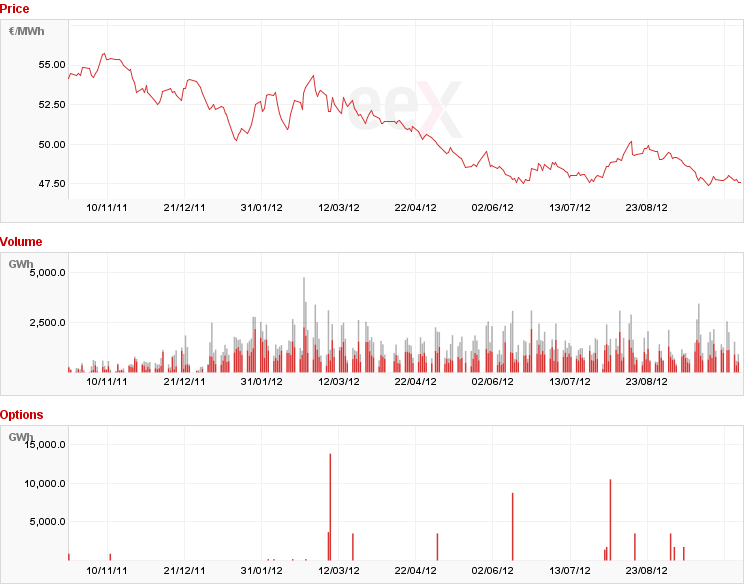 Price
€/MWh
55.00
52.50
50.00
47.50
eex
10/11/11 21/12/11 31/01/12 12/03/12 22/04/12 02/06/12 13/07/12 23/08/12
Volume
GWh
5,000.0
2,500.0
10/11/11 21/12/11 31/01/12 12/03/12 22/04/12 02/06/12 13/07/12 23/08/12
Options
GWh
15,000.0
10,000.0
5,000.0
10/11/11 21/12/11 31/01/12 12/03/12 22/04/12 02/06/12 13/07/12 23/08/12